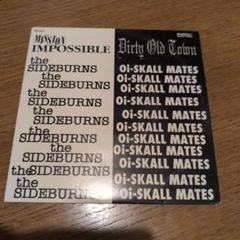 MISSION
IMPOSSIBLE
the
SIDEBURNS
the
SIDEBURNS
the
SIDEBURNS
the
SIDEBURNS
the
SIDEBURNS
the
SIDEBURNS
the
SIDEBURNS
the
SIDEBURNS
Dirty Old Town
Oi-SKALL MATES
Oi-SKALL MATES
Oi-SKALL MATES
Oi-SKALL MATES
Oi-SKALL MATES
Oi-SKALL MATES
Oi-SKALL MATES
Oi-SKALL MATES
Oi-SKALL MATES
Oi-SKALL MATES